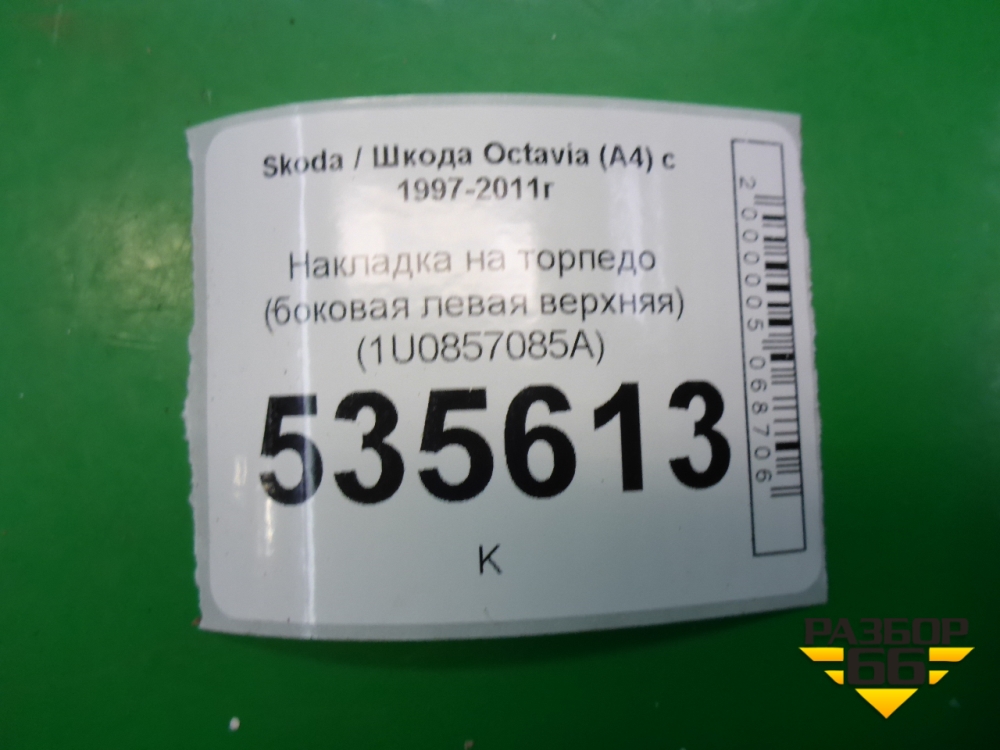 Skoda / Шкода Octavia (A4) с
1997-2011г
Накладка на торпедо
(боковая левая верхняя)
(1U0857085A)
535613
К
2000005068706
РАЗБОР
66